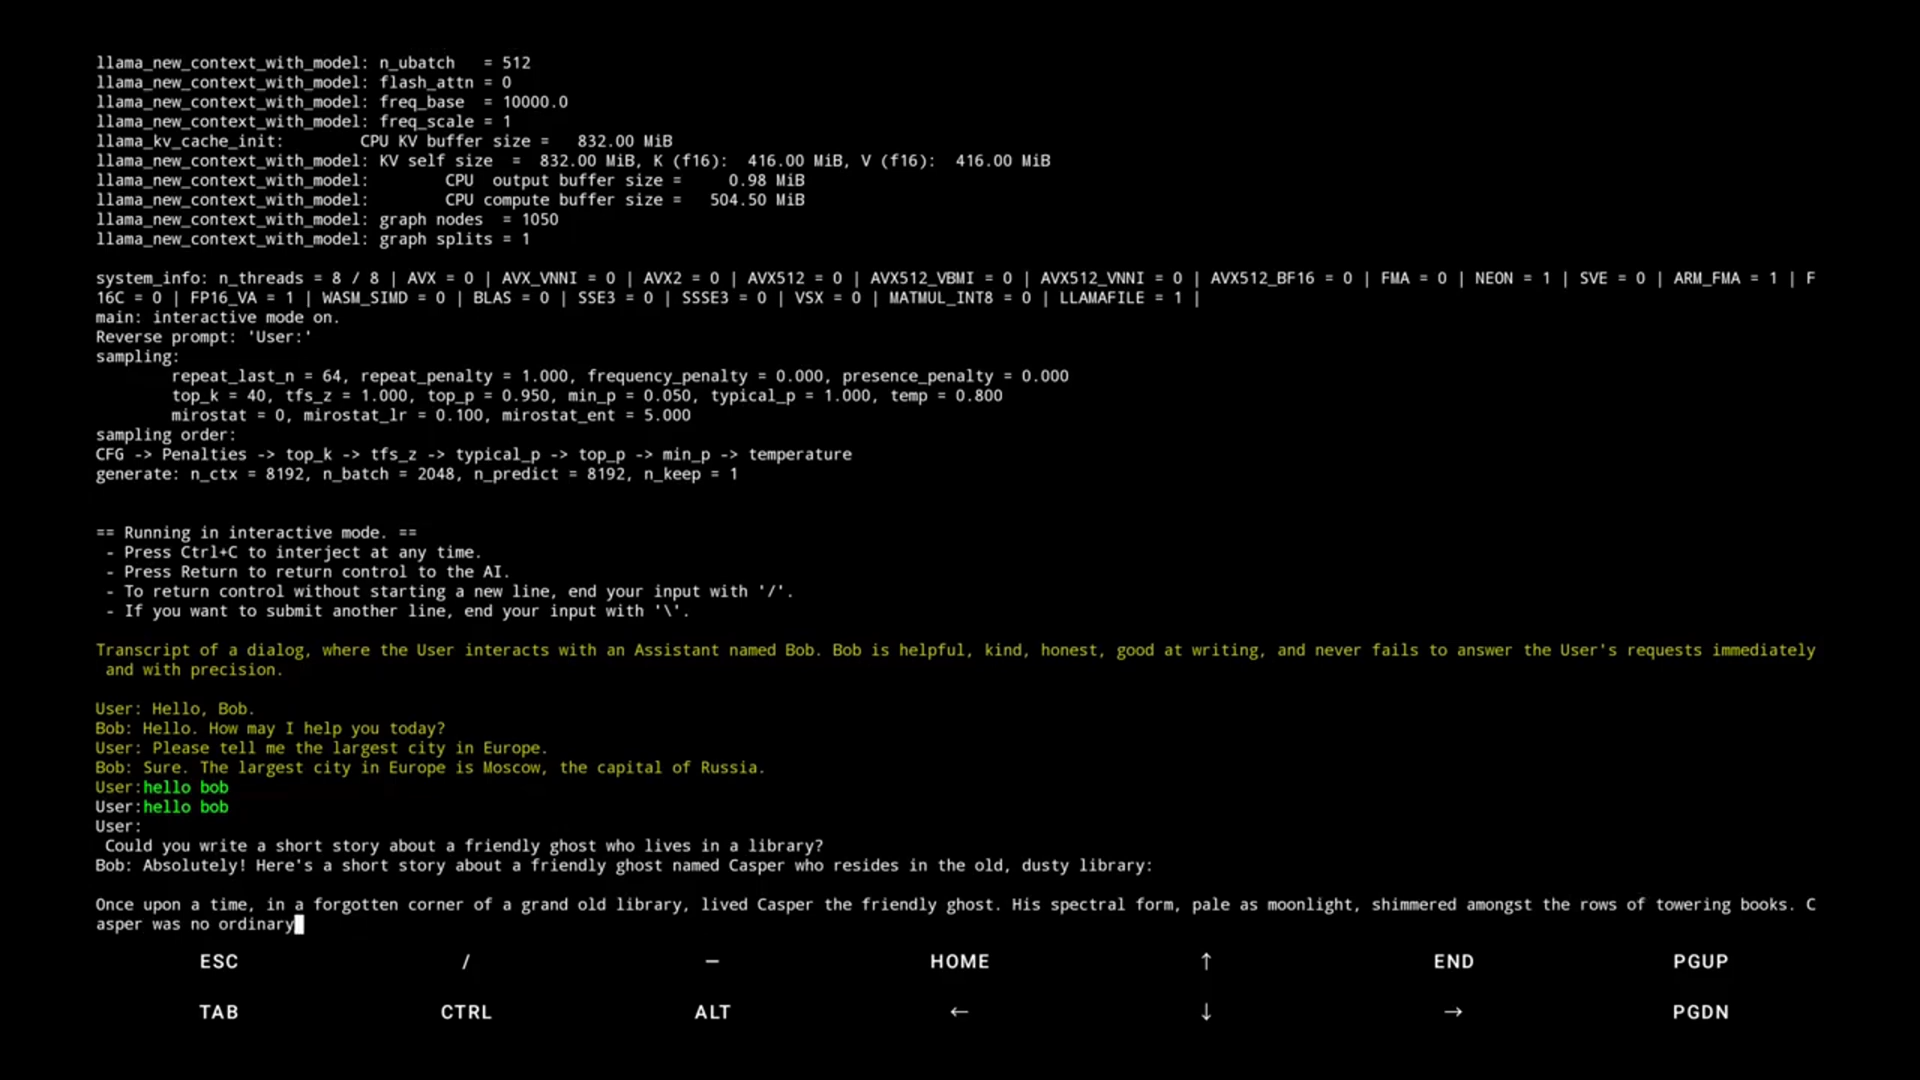 llama_new_context_with_model: n_ubatch   = 512
llama_new_context_with_model: flash_attn = 0
llama_new_context_with_model: freq_base  = 10000.0
llama_new_context_with_model: freq_scale = 1
llama_kv_cache_init:        CPU KV buffer size =   832.00 MiB
llama_new_context_with_model: KV self size  =  832.00 MiB, K (f16):  416.00 MiB, V (f16):  416.00 MiB
llama_new_context_with_model:        CPU  output buffer size =     0.98 MiB
llama_new_context_with_model:        CPU compute buffer size =   504.50 MiB
llama_new_context_with_model: graph nodes  = 1050
llama_new_context_with_model: graph splits = 1

system_info: n_threads = 8 / 8 | AVX = 0 | AVX_VNNI = 0 | AVX2 = 0 | AVX512 = 0 | AVX512_VBMI = 0 | AVX512_VNNI = 0 | AVX512_BF16 = 0 | FMA = 0 | NEON = 1 | SVE = 0 | ARM_FMA = 1 | F
16C = 0 | FP16_VA = 1 | WASM_SIMD = 0 | BLAS = 0 | SSE3 = 0 | SSSE3 = 0 | VSX = 0 | MATMUL_INT8 = 0 | LLAMAFILE = 1 |
main: interactive mode on.
Reverse prompt: 'User:'
sampling:
        repeat_last_n = 64, repeat_penalty = 1.000, frequency_penalty = 0.000, presence_penalty = 0.000
        top_k = 40, tfs_z = 1.000, top_p = 0.950, min_p = 0.050, typical_p = 1.000, temp = 0.800
        mirostat = 0, mirostat_lr = 0.100, mirostat_ent = 5.000
sampling order:
CFG -> Penalties -> top_k -> tfs_z -> typical_p -> top_p -> min_p -> temperature
generate: n_ctx = 8192, n_batch = 2048, n_predict = 8192, n_keep = 1

== Running in interactive mode. ==
 - Press Ctrl+C to interject at any time.
 - Press Return to return control to the AI.
 - To return control without starting a new line, end your input with '/'.
 - If you want to submit another line, end your input with '\'.

Transcript of a dialog, where the User interacts with an Assistant named Bob. Bob is helpful, kind, honest, good at writing, and never fails to answer the User's requests immediately
 and with precision.

User: Hello, Bob.
Bob: Hello. How may I help you today?
User: Please tell me the largest city in Europe.
Bob: Sure. The largest city in Europe is Moscow, the capital of Russia.
User:hello bob
User:hello bob
User:
 Could you write a short story about a friendly ghost who lives in a library?
Bob: Absolutely! Here's a short story about a friendly ghost named Casper who resides in the old, dusty library:

Once upon a time, in a forgotten corner of a grand old library, lived Casper the friendly ghost. His spectral form, pale as moonlight, shimmered amongst the rows of towering books. C
asper was no ordinary
ESC / — HOME ↑ END PGUP
TAB CTRL ALT ← ↓ → PGDN